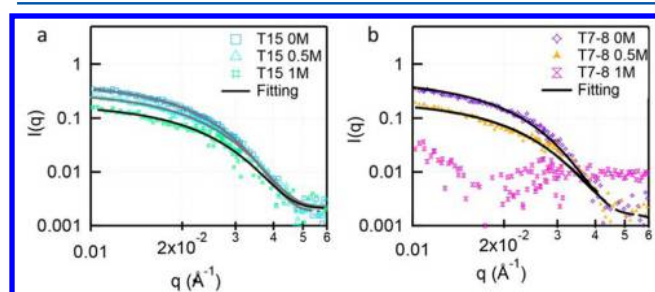 a
T15 0M
T15 0.5M
T15 1M
Fitting
I(q)
1
0.1
0.01
0.001
0.01
2x10⁻²
3
4
5
6
q (Å⁻¹)
b
T7-8 0M
T7-8 0.5M
T7-8 1M
Fitting
I(q)
1
0.1
0.01
0.001
0.01
2x10⁻²
3
4
5
6
q (Å⁻¹)